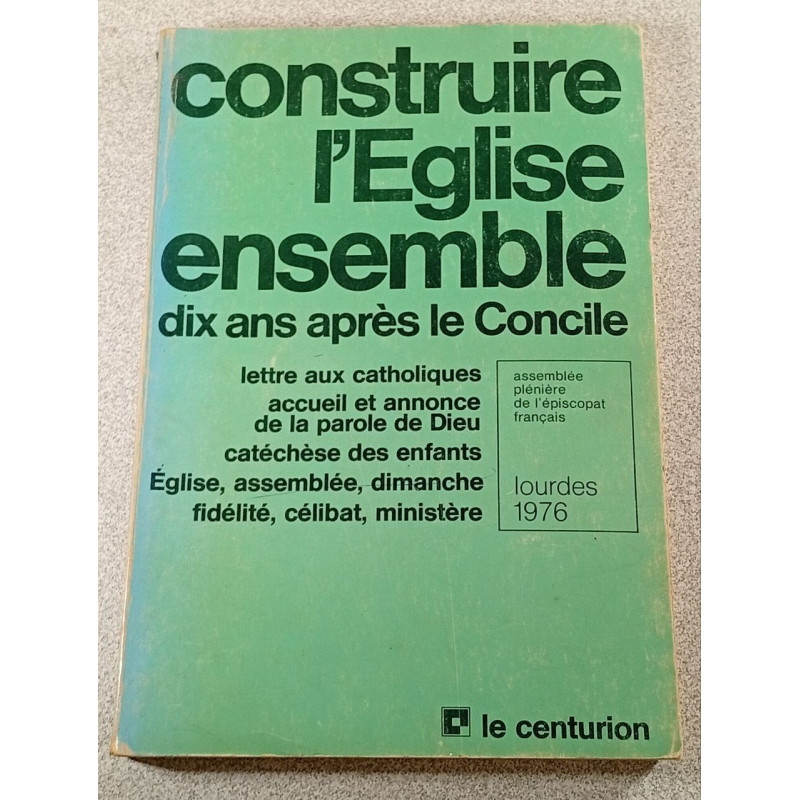 construire
l'Eglise
ensemble
dix ans après le Concile
lettre aux catholiques
accueil et annonce
de la parole de Dieu
catéchèse des enfants
Église, assemblée, dimanche
fidélité, célibat, ministère
assemblée
plénière
de l'épiscopat
français
lourdes
1976
le centurion